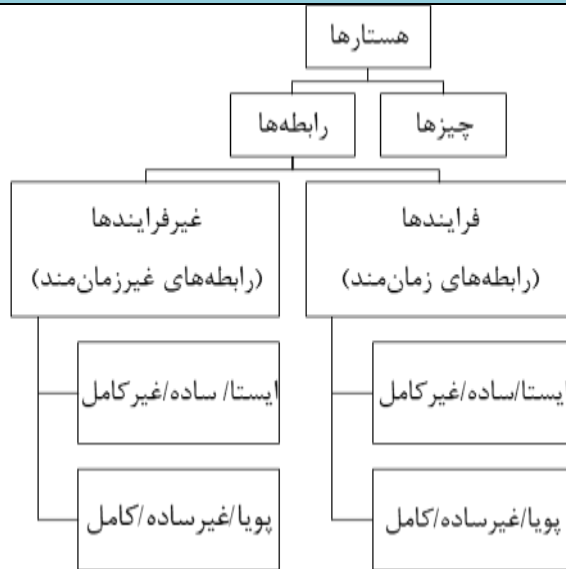 هستارها
چیزها
رابطه‌ها
فرایندها
(رابطه‌های زمان‌مند)
غیرفرایندها
(رابطه‌های غیرزمان‌مند)
ایستا/ساده/غیرکامل
ایستا/ ساده/غیرکامل
پویا/غیرساده/کامل
پویا/غیرساده/کامل